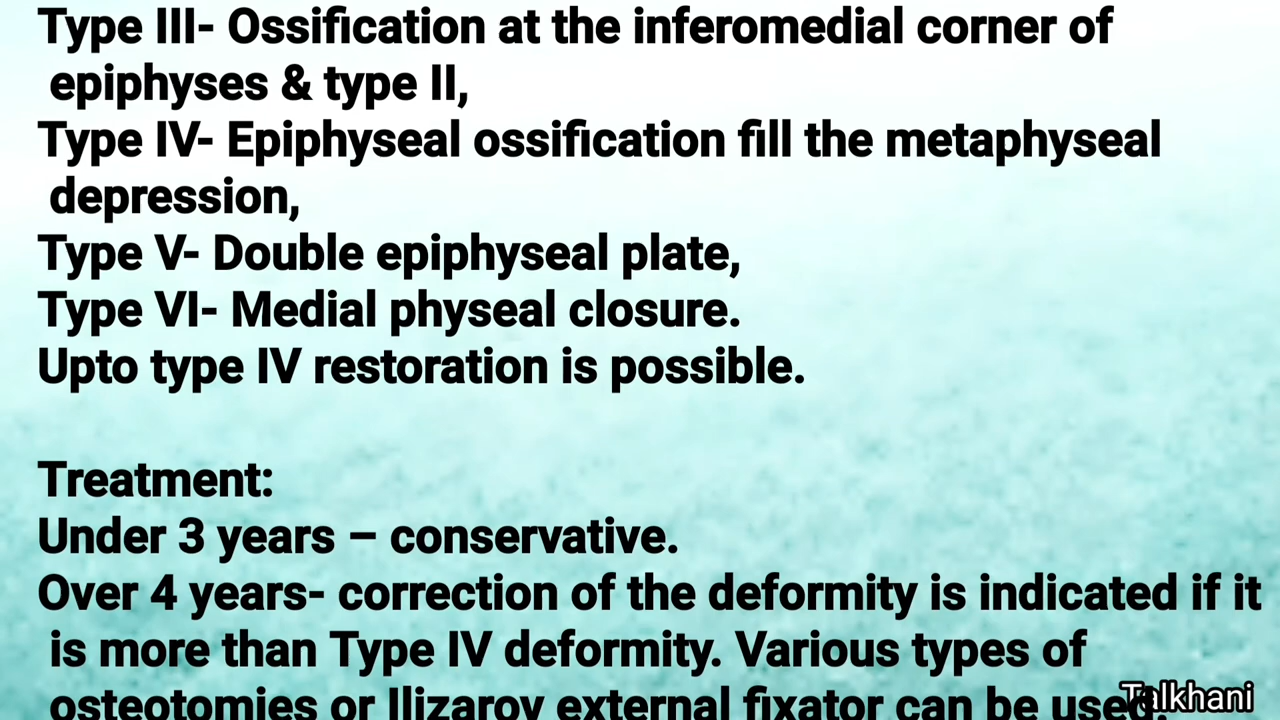 Type III- Ossification at the inferomedial corner of
epiphyses & type II,
Type IV- Epiphyseal ossification fill the metaphyseal
depression,
Type V- Double epiphyseal plate,
Type VI- Medial physeal closure.
Upto type IV restoration is possible.
Treatment:
Under 3 years – conservative.
Over 4 years- correction of the deformity is indicated if it
is more than Type IV deformity. Various types of
osteotomies or Ilizarov external fixator can be used
Talkhani